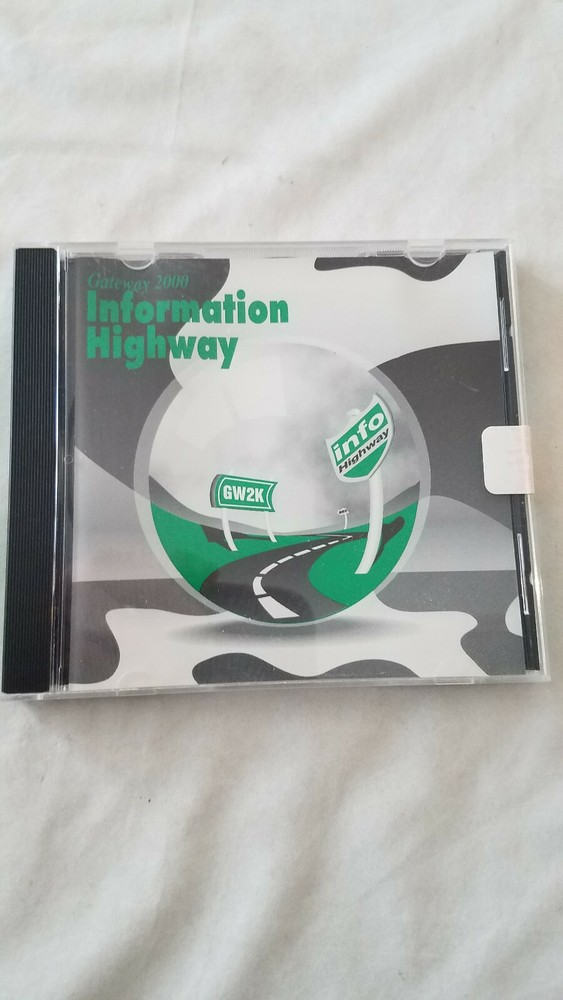 Gateway 2000
Information
Highway
info
Highway
GW2K